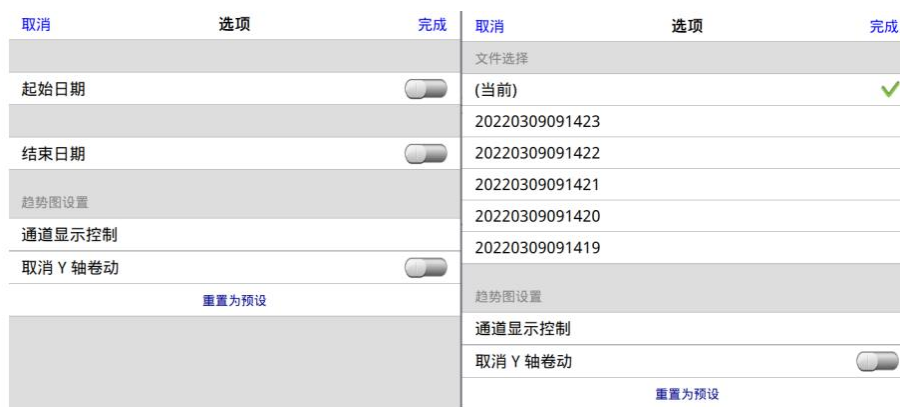 取消 选项 完成
起始日期
结束日期
趋势图设置
通道显示控制
取消 Y 轴卷动
重置为预设
取消 选项 完成
文件选择
(当前)
20220309091423
20220309091422
20220309091421
20220309091420
20220309091419
趋势图设置
通道显示控制
取消 Y 轴卷动
重置为预设